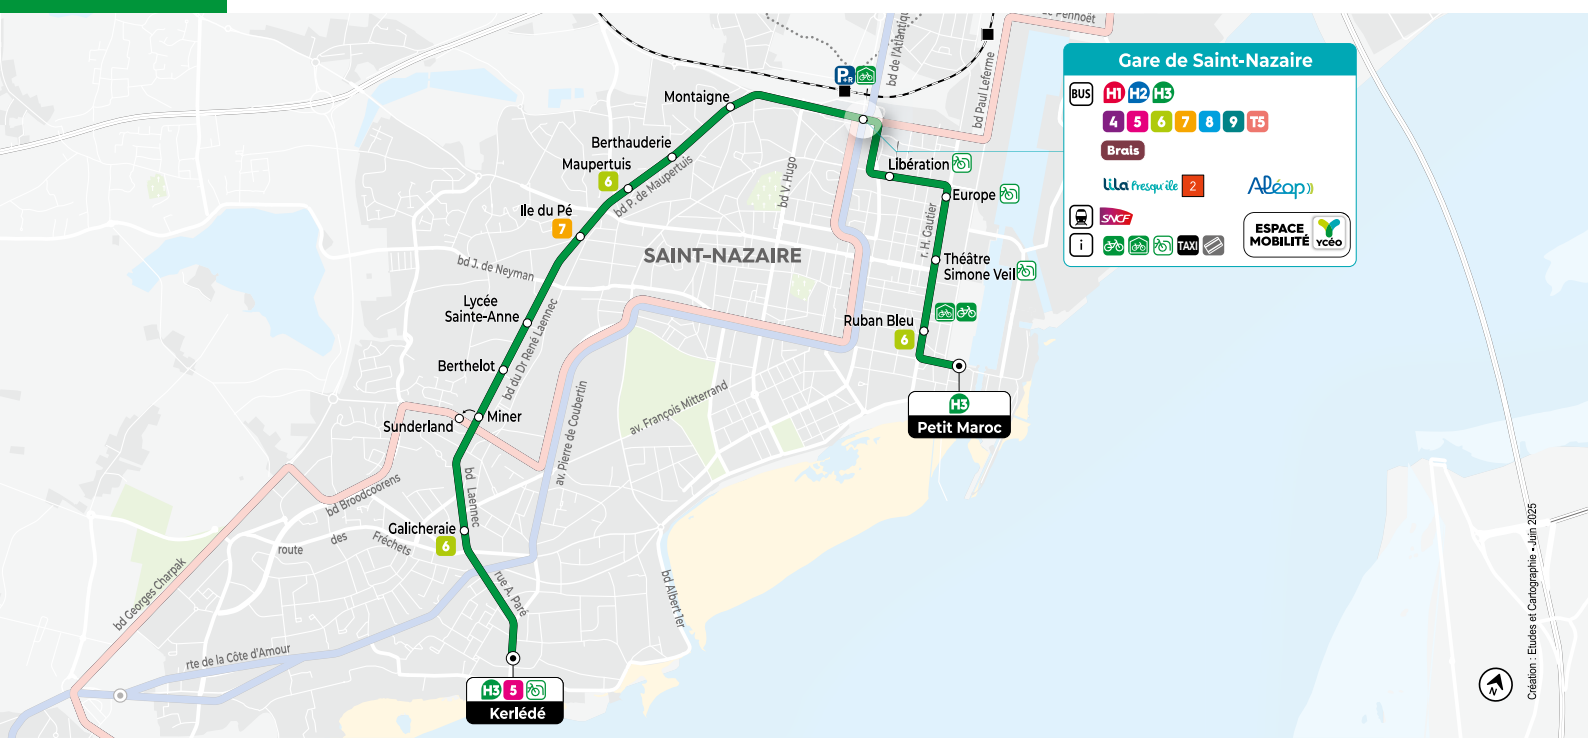 de Penhoët
bd de l'Atlantique
bd Paul Leferme
P+R
Gare de Saint-Nazaire
BUS
H1 H2 H3
4 5 6 7 8 9 T5
Brais
LiLa Presqu'île 2
Aléop
SNCF
i
TAXI
ESPACE
MOBILITÉ
YCÉO
Montaigne
Berthauderie
Maupertuis
6
bd P. de Maupertuis
bd V. Hugo
Libération
Europe
Ile du Pé
7
r. H. Gautier
SAINT-NAZAIRE
bd J. de Neyman
Théâtre
Simone Veil
Lycée
Sainte-Anne
bd du Dr René Laennec
Ruban Bleu
6
Berthelot
H3
Petit Maroc
Miner
Sunderland
av. François Mitterrand
av. Pierre de Coubertin
bd Laennec
bd Broodcoorens
Galicheraie
6
route des Fréchets
bd Georges Charpak
rue A. Paré
bd Albert 1er
rte de la Côte d'Amour
H3 5
Kerlédé
N
Création : Etudes et Cartographie - Juin 2025